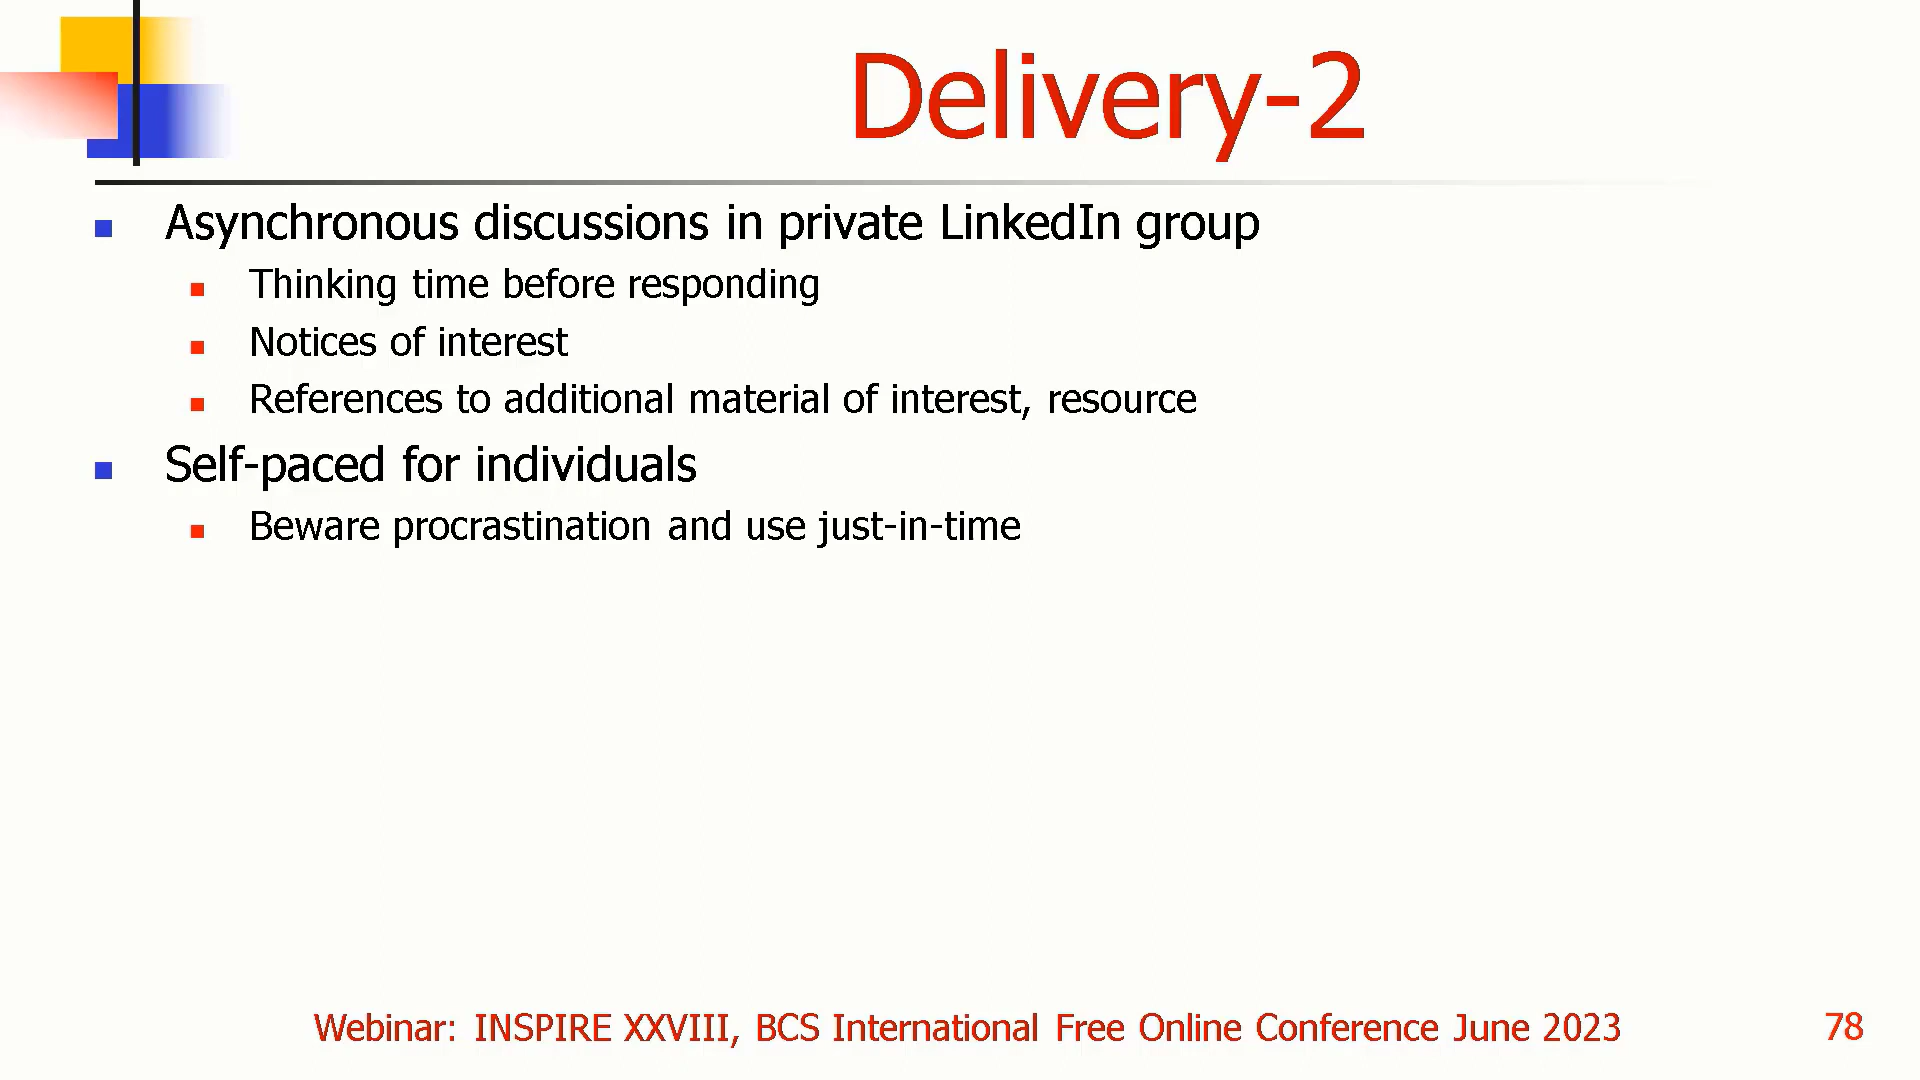 Delivery-2
Asynchronous discussions in private LinkedIn group
Thinking time before responding
Notices of interest
References to additional material of interest, resource
Self-paced for individuals
Beware procrastination and use just-in-time
Webinar: INSPIRE XXVIII, BCS International Free Online Conference June 2023
78